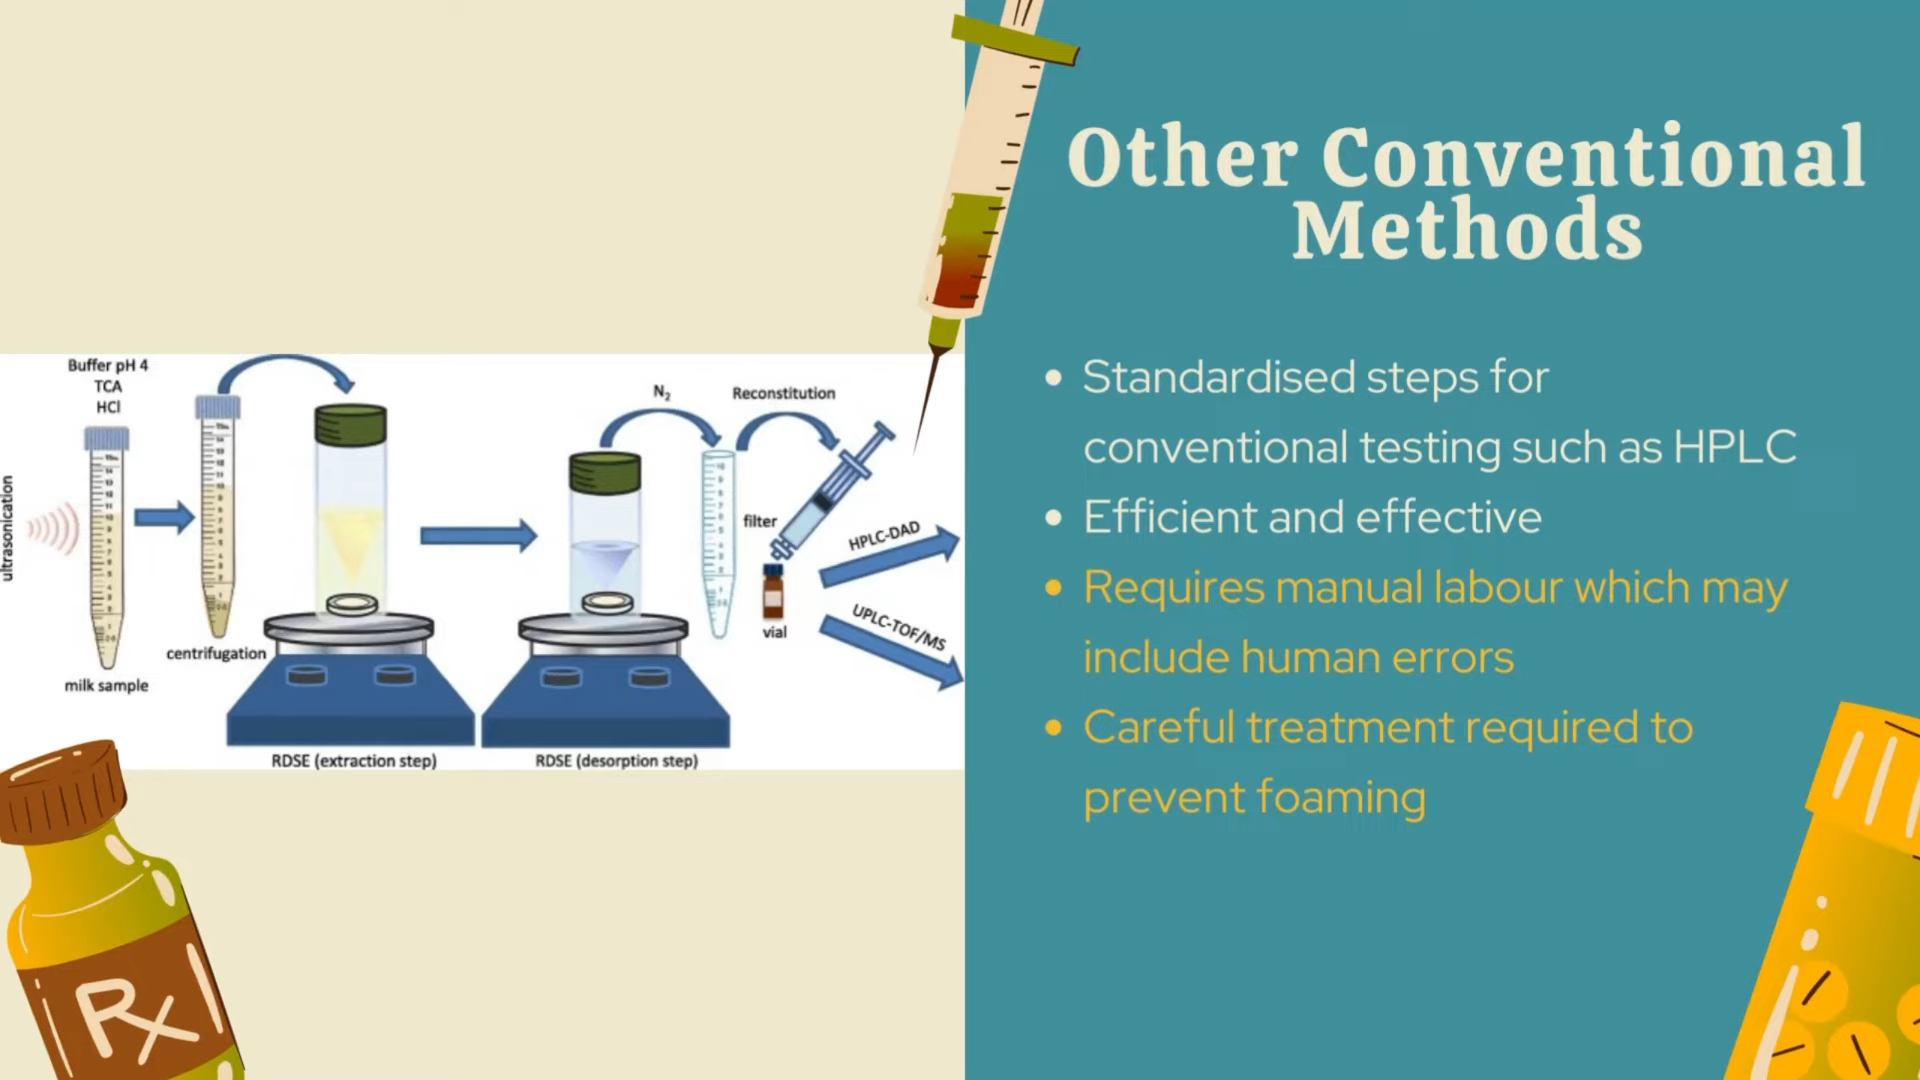 Other Conventional
Methods
Buffer pH 4
TCA
HCl
ultrasonication
milk sample
centrifugation
RDSE (extraction step)
RDSE (desorption step)
N2
Reconstitution
filter
vial
HPLC-DAD
UPLC-TOF/MS
• Standardised steps for
conventional testing such as HPLC
• Efficient and effective
• Requires manual labour which may
include human errors
• Careful treatment required to
prevent foaming
Rx